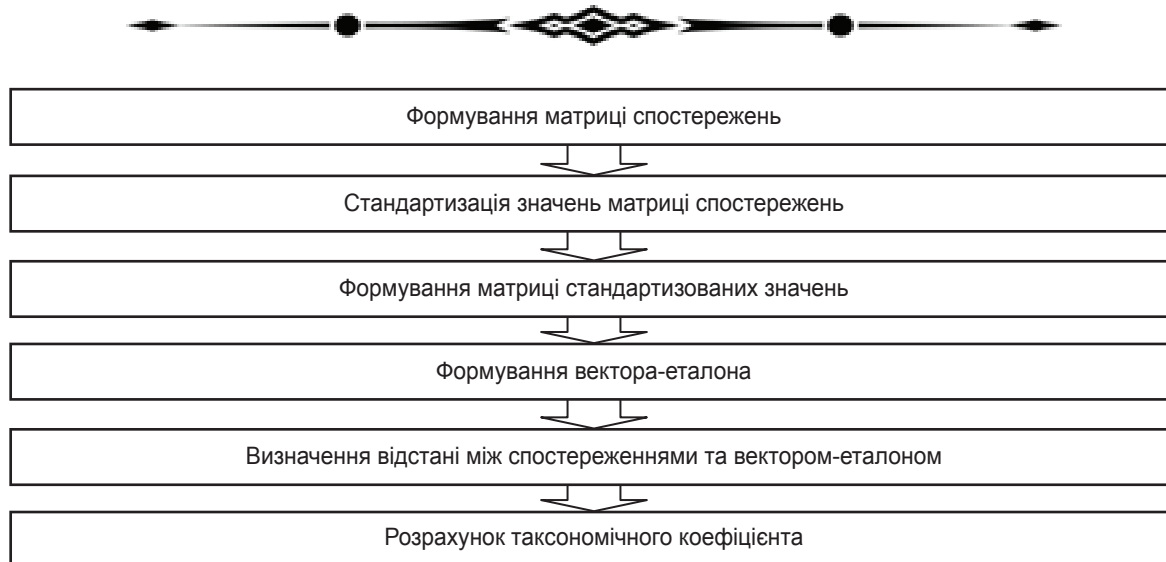 Формування матриці спостережень
Стандартизація значень матриці спостережень
Формування матриці стандартизованих значень
Формування вектора-еталона
Визначення відстані між спостереженнями та вектором-еталоном
Розрахунок таксономічного коефіцієнта